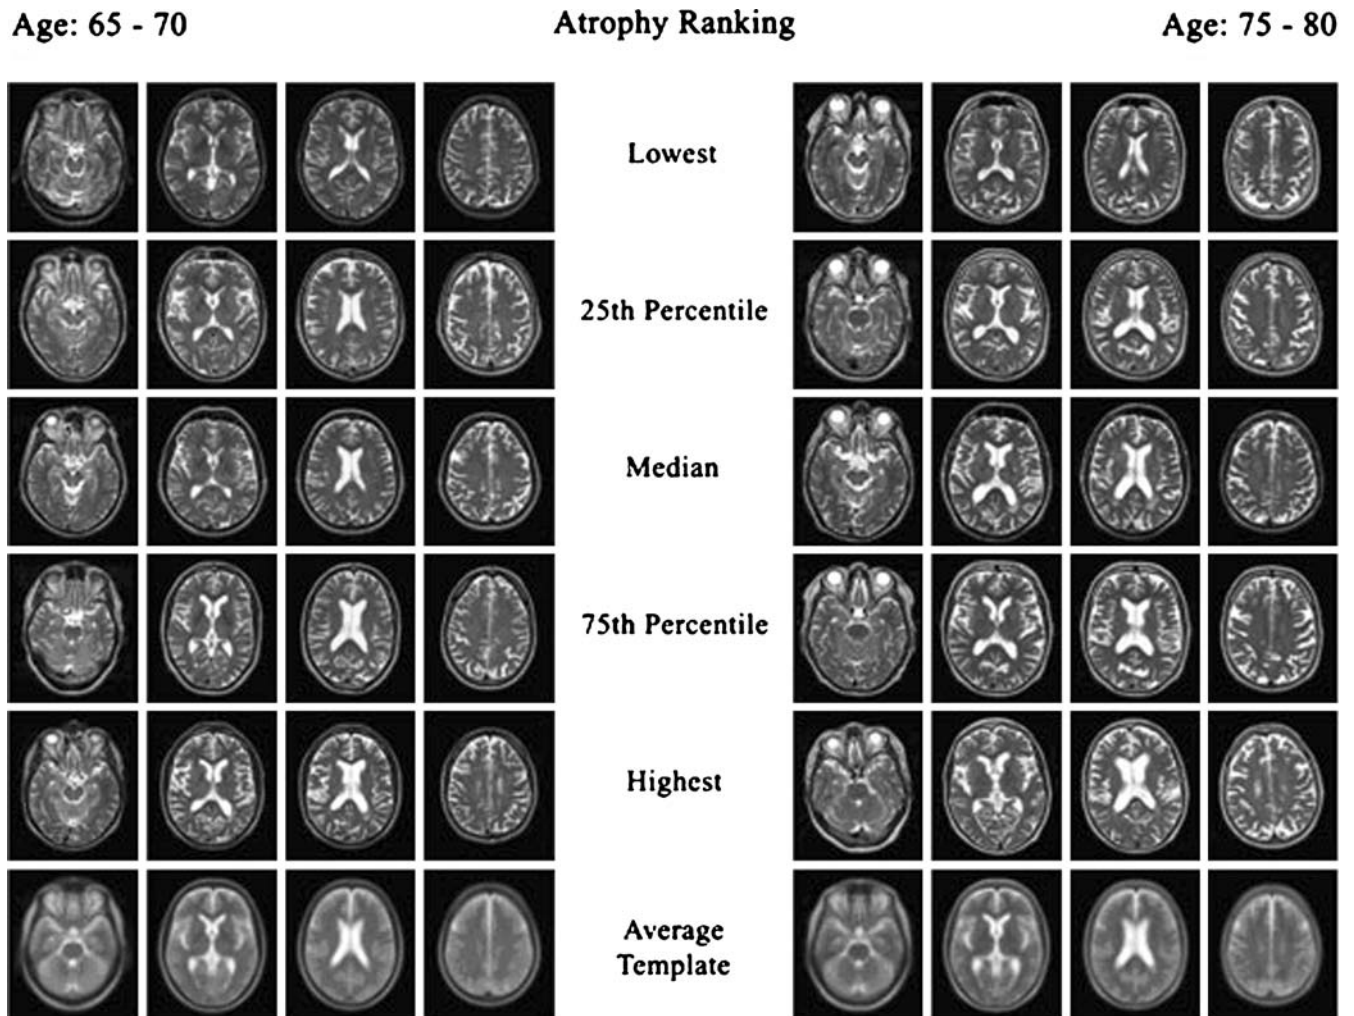 Age: 65 - 70
Atrophy Ranking
Age: 75 - 80
Lowest
25th Percentile
Median
75th Percentile
Highest
Average
Template